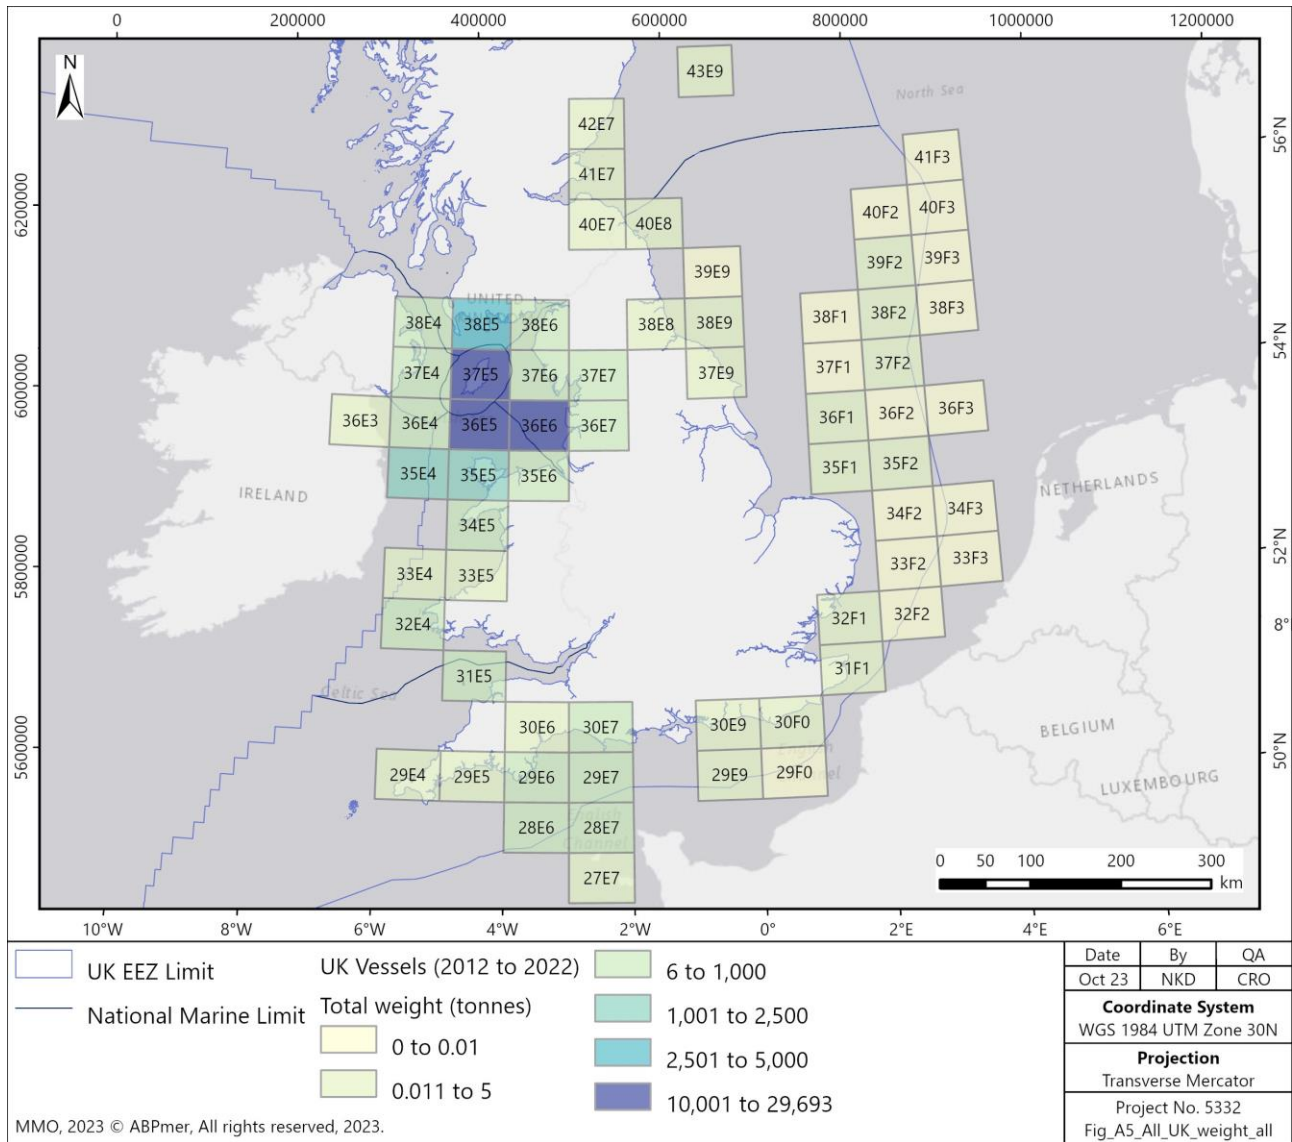 0 200000 400000 600000 800000 1000000 1200000
N
43E9
North Sea
42E7
56°N
41F3
41E7
6200000
40E7 40E8 40F2 40F3
39E9 39F2 39F3
UNITED
38E4 38E5 38E6 38E8 38E9 38F1 38F2 38F3
54°N
37E4 37E5 37E6 37E7 37E9 37F1 37F2
6000000
36E3 36E4 36E5 36E6 36E7 36F1 36F2 36F3
35E4 35E5 35E6 35F1 35F2
IRELAND
NETHERLANDS
34E5 34F2 34F3
52°N
33E4 33E5 33F2 33F3
5800000
32E4 32F1 32F2
8°
31E5 31F1
Celtic Sea
30E6 30E7 30E9 30F0
BELGIUM
5600000
English
50°N
29E4 29E5 29E6 29E7 29E9 29F0
LUXEMBOURG
28E6 28E7
Channel
27E7
0 50 100 200 300
km
10°W 8°W 6°W 4°W 2°W 0° 2°E 4°E 6°E
UK EEZ Limit
National Marine Limit
UK Vessels (2012 to 2022)
Total weight (tonnes)
0 to 0.01
0.011 to 5
6 to 1,000
1,001 to 2,500
2,501 to 5,000
10,001 to 29,693
MMO, 2023 © ABPmer, All rights reserved, 2023.
Date By QA
Oct 23 NKD CRO
Coordinate System
WGS 1984 UTM Zone 30N
Projection
Transverse Mercator
Project No. 5332
Fig_A5_All_UK_weight_all